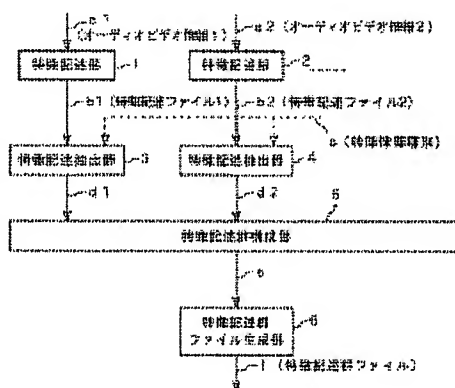 a1
(オーディオビデオ情報1)
a2 (オーディオビデオ情報2)
特徴記述部
1
特徴記述部
2
b1 (特徴記述ファイル1)
b2 (特徴記述ファイル2)
c (特徴情報種別)
特徴記述抽出部
3
特徴記述抽出部
4
d1
d2
5
特徴記述群構成部
e
特徴記述群
ファイル生成部
6
f (特徴記述群ファイル)